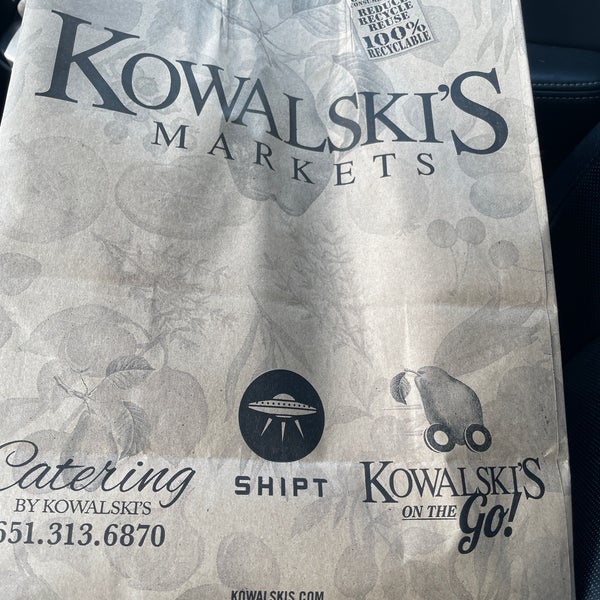 REDUCE
RECYCLE
REUSE
100%
RECYCLABLE
KOWALSKI'S
MARKETS
Catering
BY KOWALSKI'S
651.313.6870
SHIPT
KOWALSKI'S
ON THE
Go!
KOWALSKIS.COM